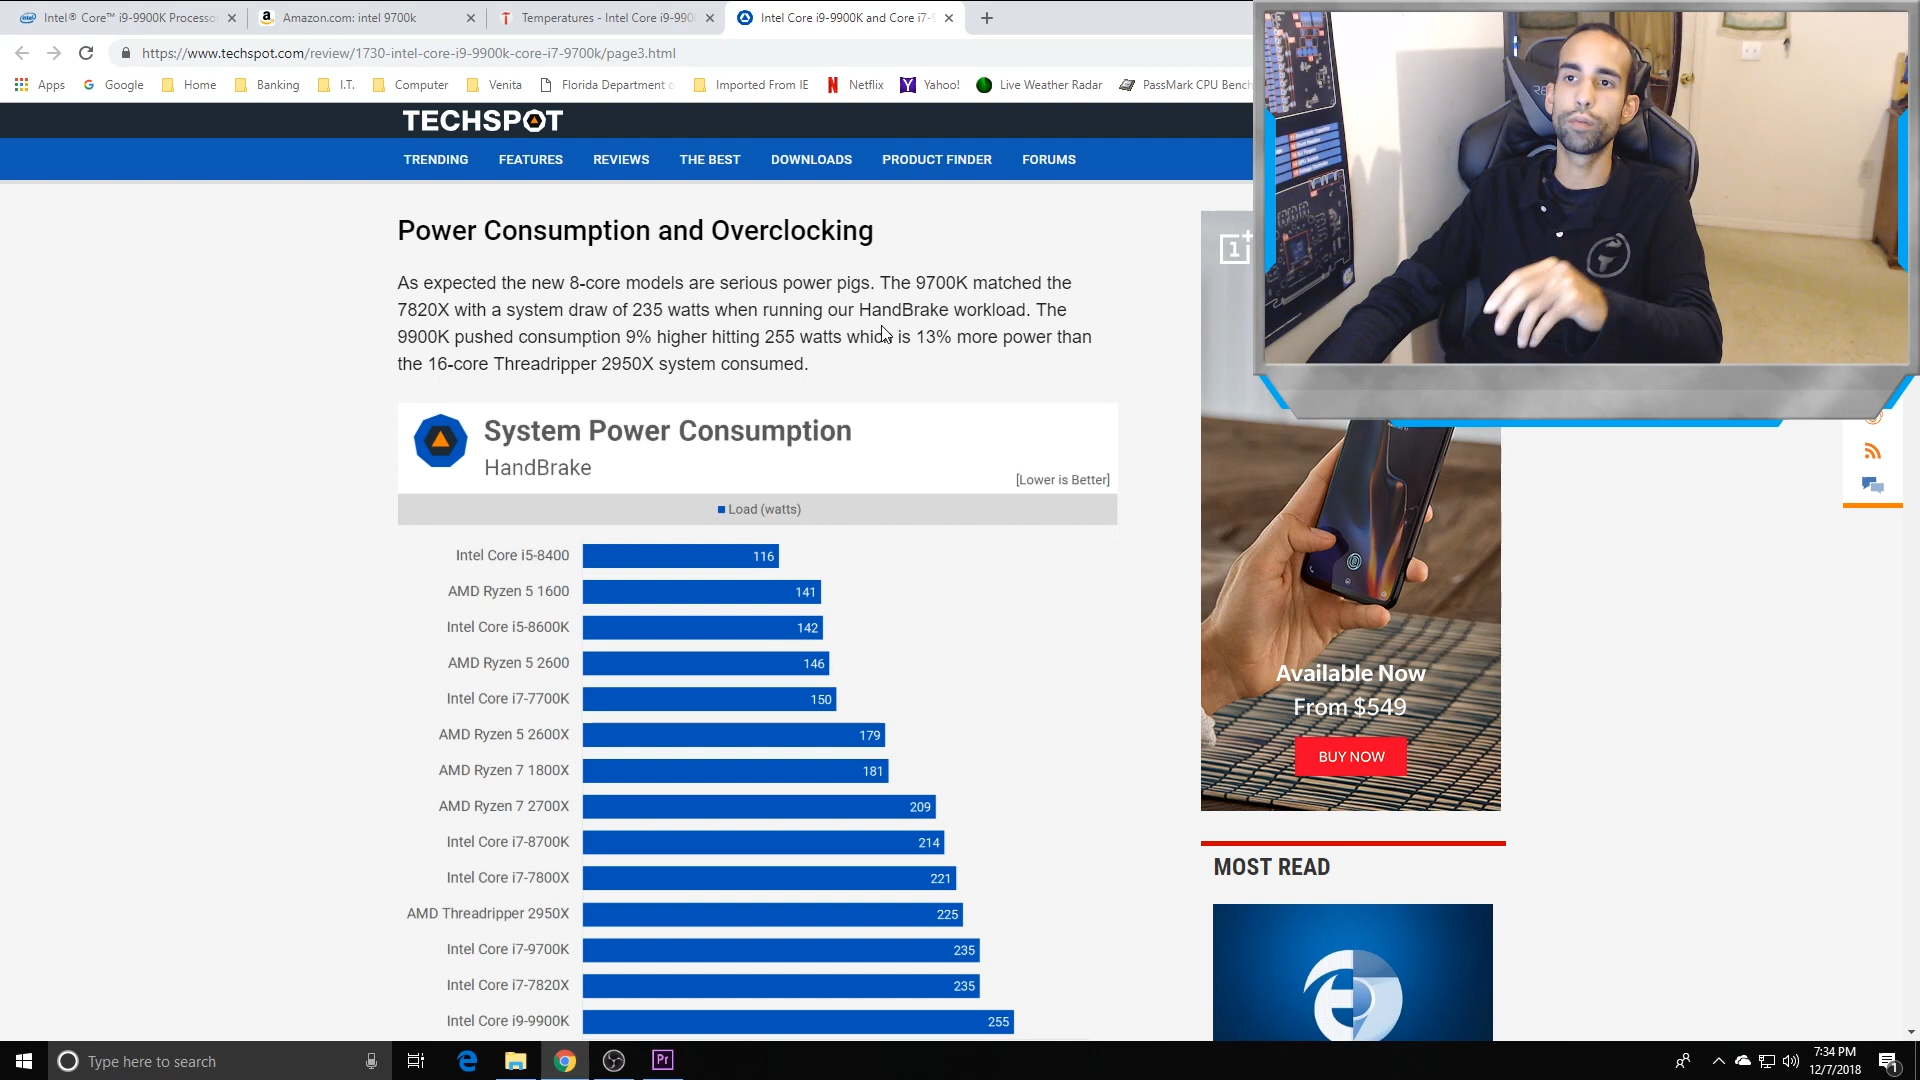 Intel® Core™ i9-9900K Processor
Amazon.com: intel 9700k
Temperatures - Intel Core i9-990
Intel Core i9-9900K and Core i7-9
https://www.techspot.com/review/1730-intel-core-i9-9900k-core-i7-9700k/page3.html
Apps
Google
Home
Banking
I.T.
Computer
Venita
Florida Department o
Imported From IE
Netflix
Yahoo!
Live Weather Radar
PassMark CPU Bench
TECHSPOT
TRENDING
FEATURES
REVIEWS
THE BEST
DOWNLOADS
PRODUCT FINDER
FORUMS
Power Consumption and Overclocking
As expected the new 8-core models are serious power pigs. The 9700K matched the
7820X with a system draw of 235 watts when running our HandBrake workload. The
9900K pushed consumption 9% higher hitting 255 watts which is 13% more power than
the 16-core Threadripper 2950X system consumed.
System Power Consumption
HandBrake
[Lower is Better]
Load (watts)
Intel Core i5-8400 116
AMD Ryzen 5 1600 141
Intel Core i5-8600K 142
AMD Ryzen 5 2600 146
Intel Core i7-7700K 150
AMD Ryzen 5 2600X 179
AMD Ryzen 7 1800X 181
AMD Ryzen 7 2700X 209
Intel Core i7-8700K 214
Intel Core i7-7800X 221
AMD Threadripper 2950X 225
Intel Core i7-9700K 235
Intel Core i7-7820X 235
Intel Core i9-9900K 255
Available Now
From $549
BUY NOW
MOST READ
Type here to search
Pr
7:34 PM
12/7/2018
1